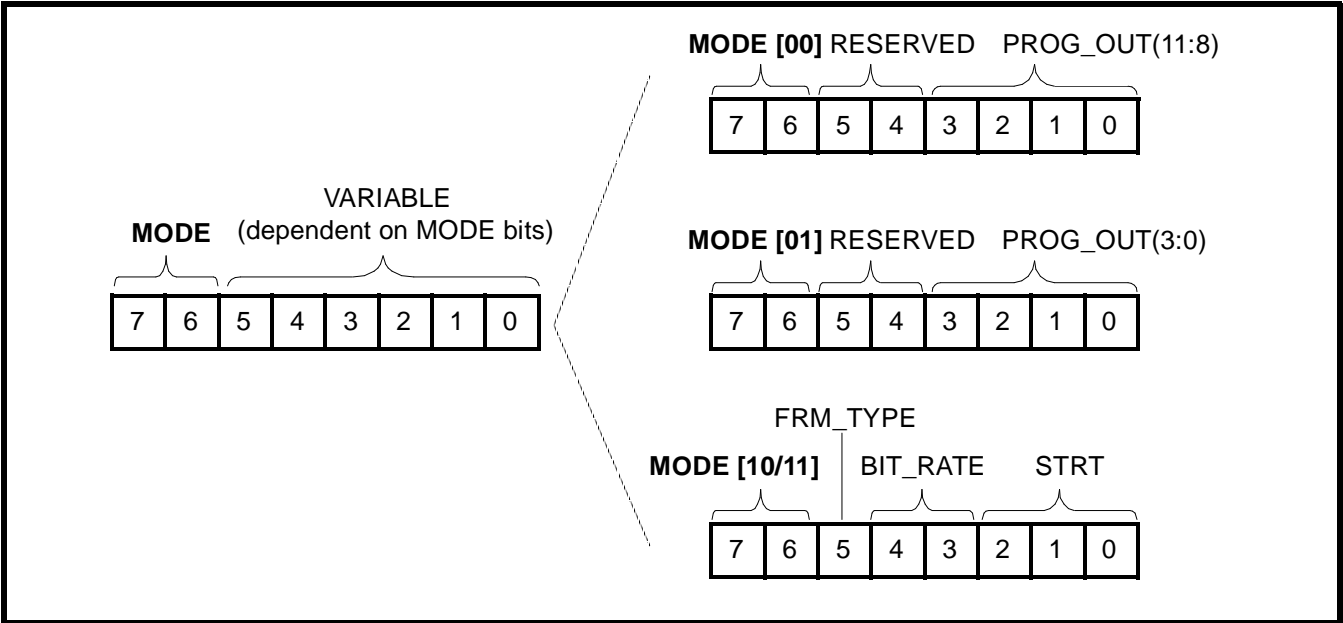 MODE [00] RESERVED PROG_OUT(11:8)
7 6 5 4 3 2 1 0
VARIABLE
MODE (dependent on MODE bits)
7 6 5 4 3 2 1 0
MODE [01] RESERVED PROG_OUT(3:0)
7 6 5 4 3 2 1 0
FRM_TYPE
MODE [10/11] BIT_RATE STRT
7 6 5 4 3 2 1 0